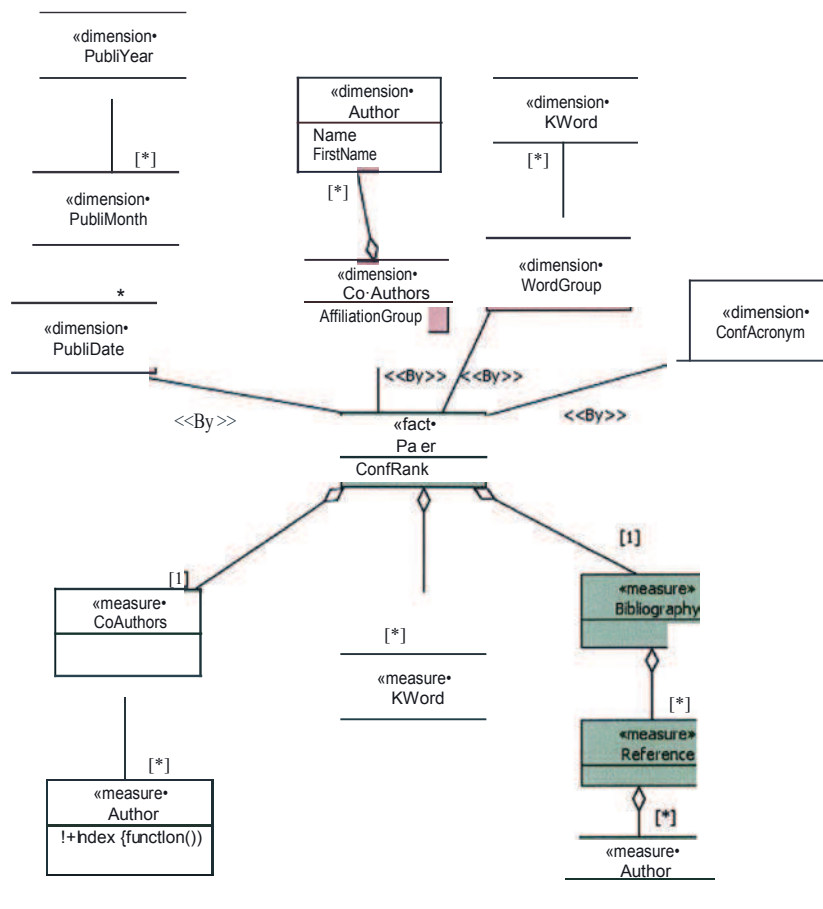 «dimension•
PubliYear
[*]
«dimension•
PubliMonth
*
«dimension•
PubliDate
«dimension•
Author
Name
FirstName
[*]
«dimension•
Co·Authors
AffiliationGroup
«dimension•
KWord
[*]
«dimension•
WordGroup
«dimension•
ConfAcronym
<<By>>
<<By>>
<<By>>
<<By>>
«fact•
Pa er
ConfRank
[1]
«measure•
CoAuthors
[*]
«measure•
Author
!+Index {function())
[*]
«measure•
KWord
[1]
«measure»
Bibliography
[*]
«measure»
Reference
[*]
«measure•
Author